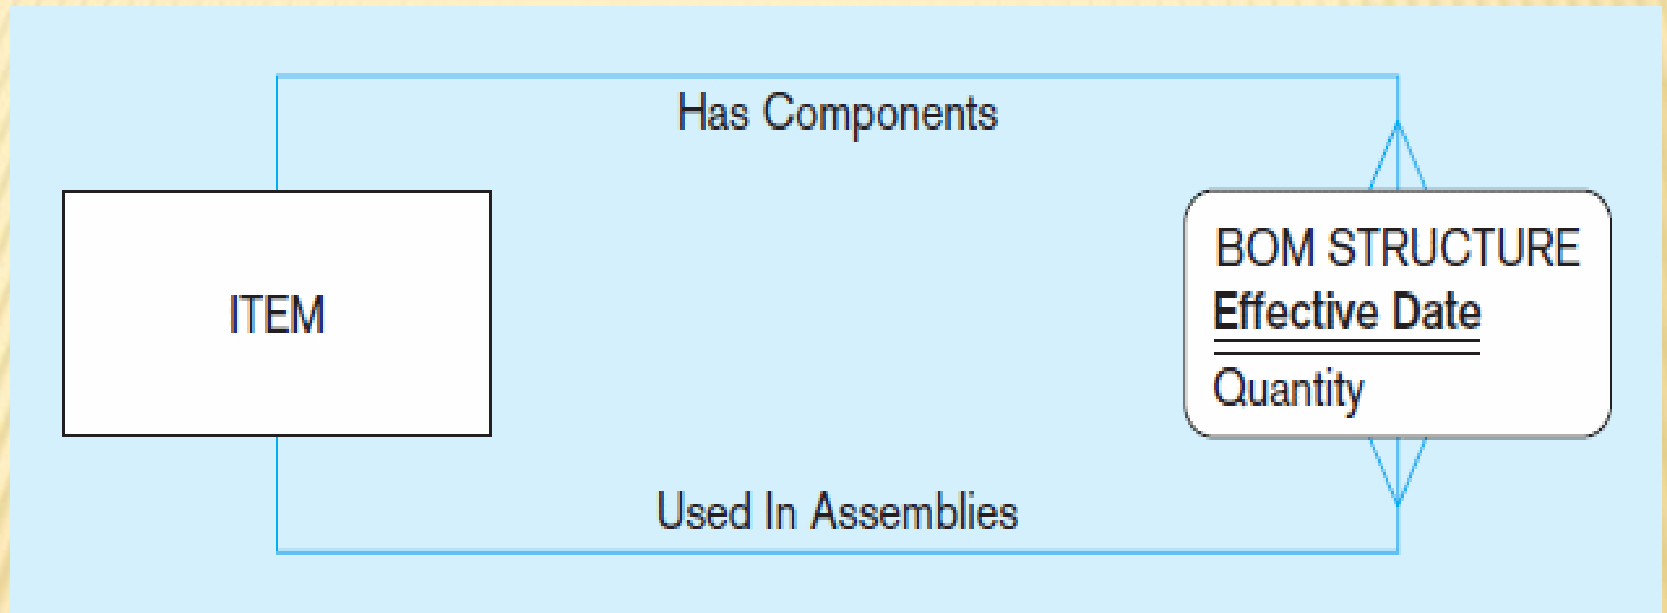 Has Components
ITEM
BOM STRUCTURE
Effective Date
Quantity
Used In Assemblies